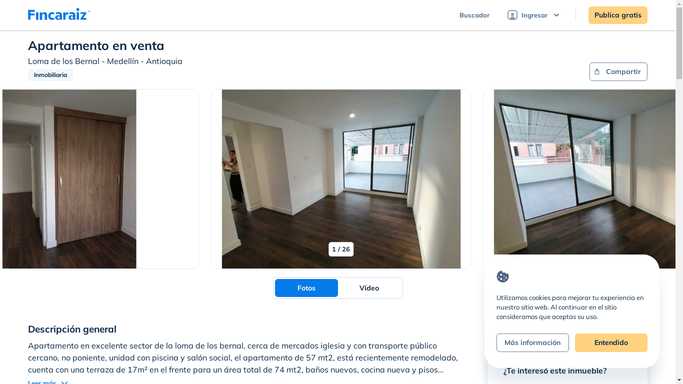 Fincaraíz
Buscador
Ingresar
Publica gratis
Apartamento en venta
Loma de los Bernal - Medellín - Antioquia
Inmobiliaria
Compartir
1 / 26
Fotos
Video
Descripción general
Apartamento en excelente sector de la loma de los bernal, cerca de mercados iglesia y con transporte público
cercano, no poniente, unidad con piscina y salón social, el apartamento de 57 mt2, está recientemente remodelado,
cuenta con una terraza de 17m² en el frente para un área total de 74 mt2, baños nuevos, cocina nueva y pisos...
Leer más
Utilizamos cookies para mejorar tu experiencia en
nuestro sitio web. Al continuar en el sitio
consideramos que aceptas su uso.
Más información
Entendido
¿Te interesó este inmueble?